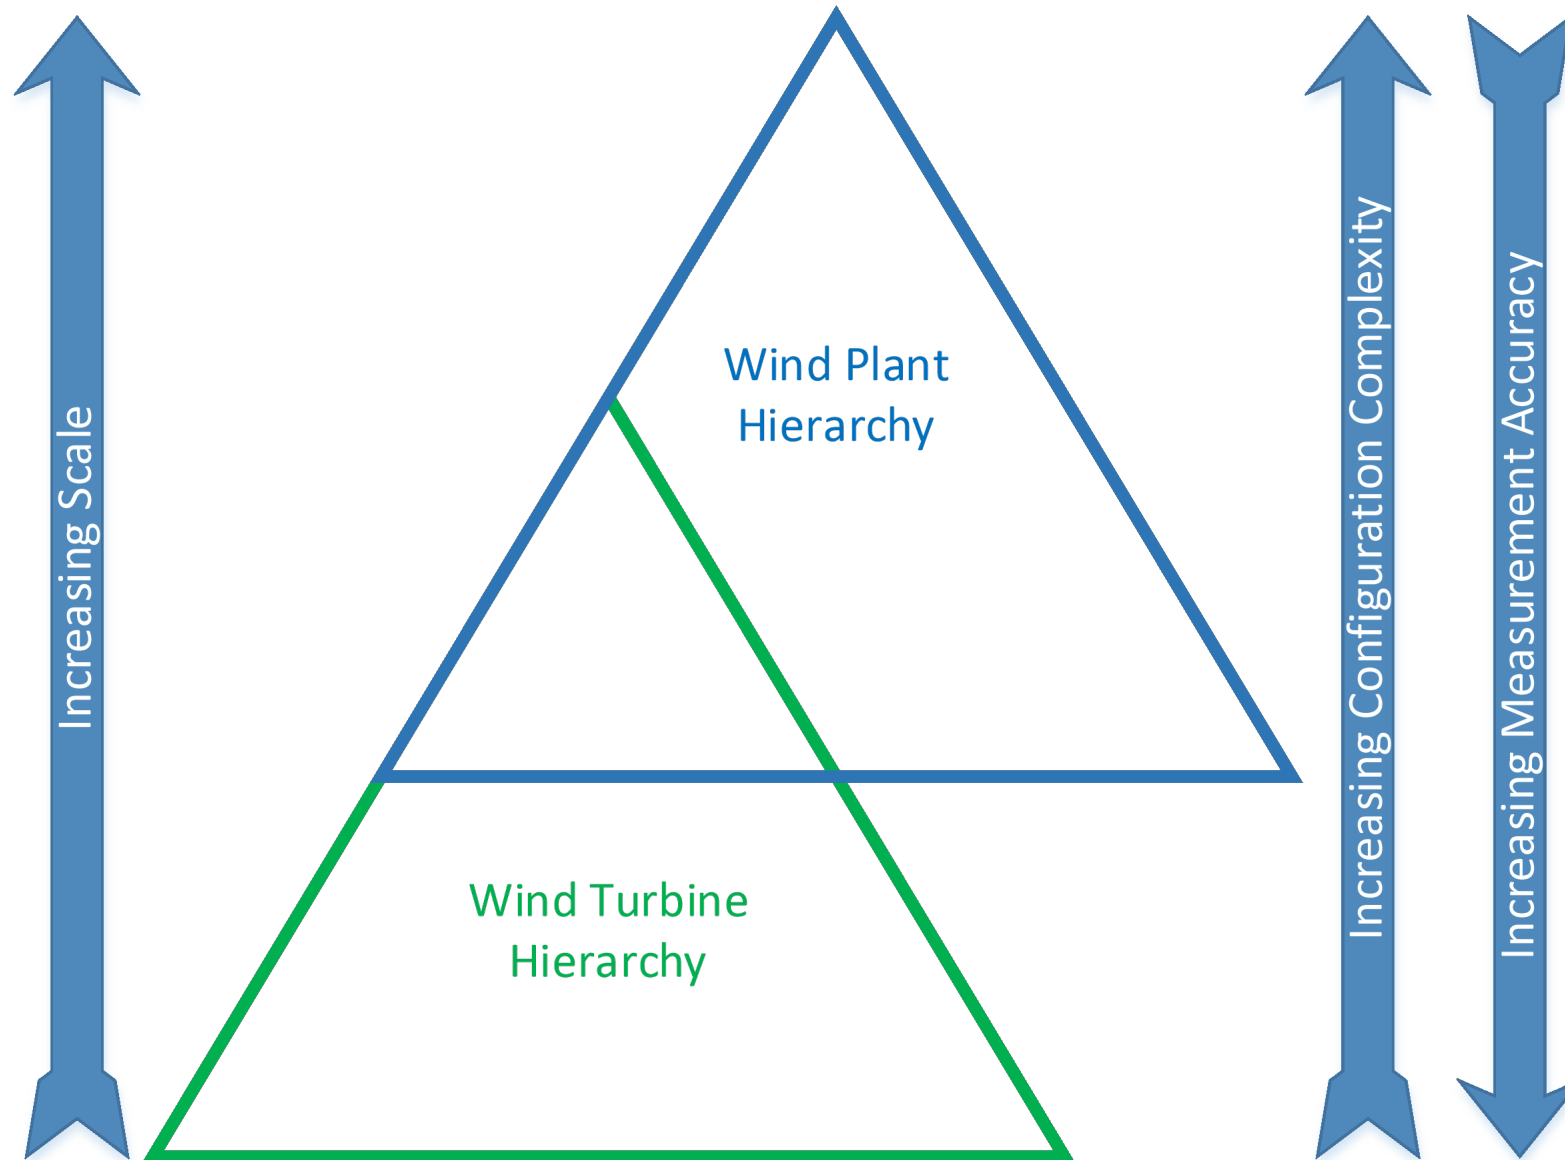 Increasing Scale
Wind Plant
Hierarchy
Wind Turbine
Hierarchy
Increasing Configuration Complexity
Increasing Measurement Accuracy